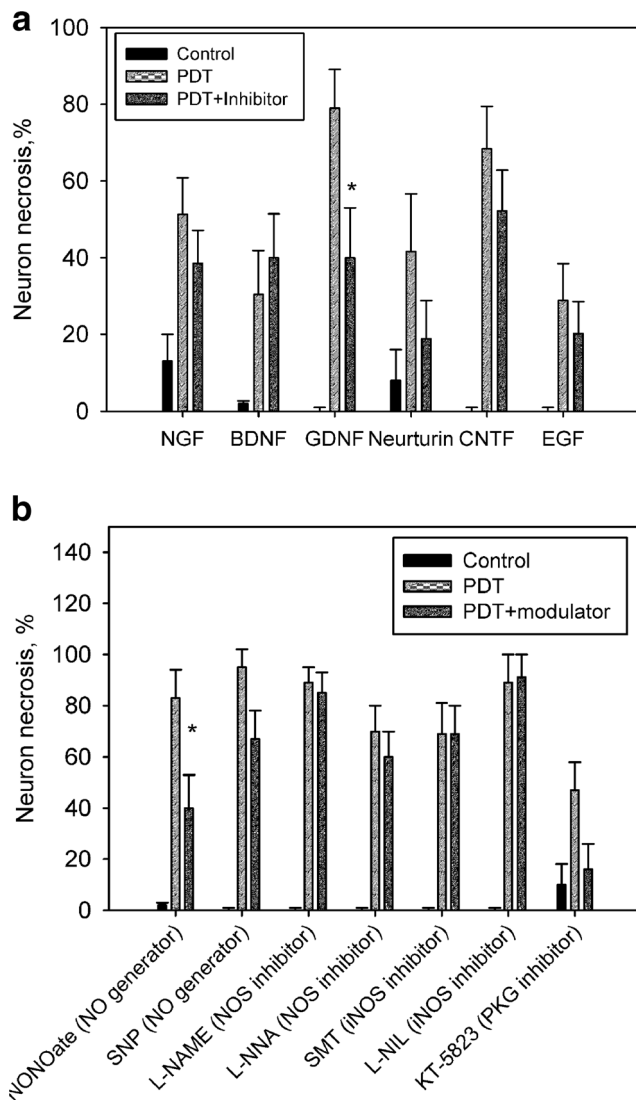 a
100
80
60
40
20
0
Neuron necrosis,%
Control
PDT
PDT+Inhibitor
*
NGF BDNF GDNF Neurturin CNTF EGF
b
140
120
100
80
60
40
20
0
Neuron necrosis, %
Control
PDT
PDT+modulator
*
NONOate (NO generator)
SNP (NO generator)
L-NAME (NOS inhibitor)
L-NNA (NOS inhibitor)
SMT (iNOS inhibitor)
L-NIL (iNOS inhibitor)
KT-5823 (PKG inhibitor)